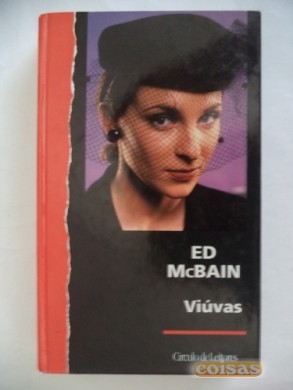 ED
McBAIN
Viúvas
Círculo de Leitores
coisas